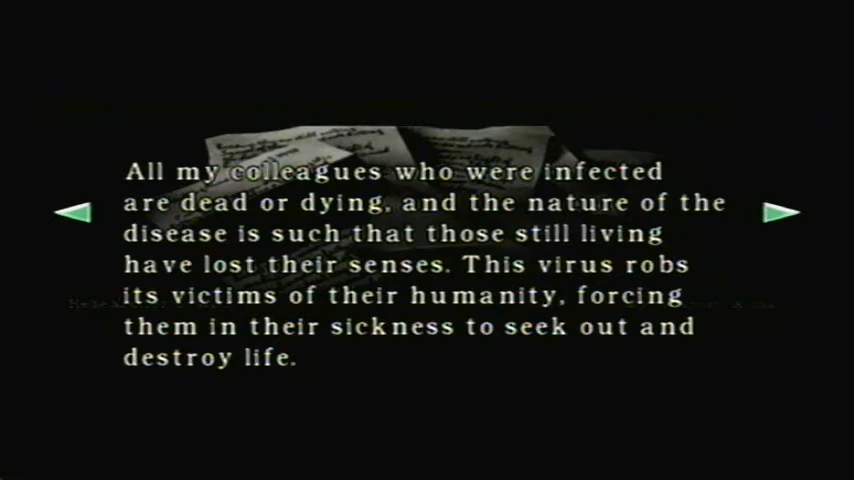 All my colleagues who were infected
are dead or dying, and the nature of the
disease is such that those still living
have lost their senses. This virus robs
its victims of their humanity, forcing
them in their sickness to seek out and
destroy life.